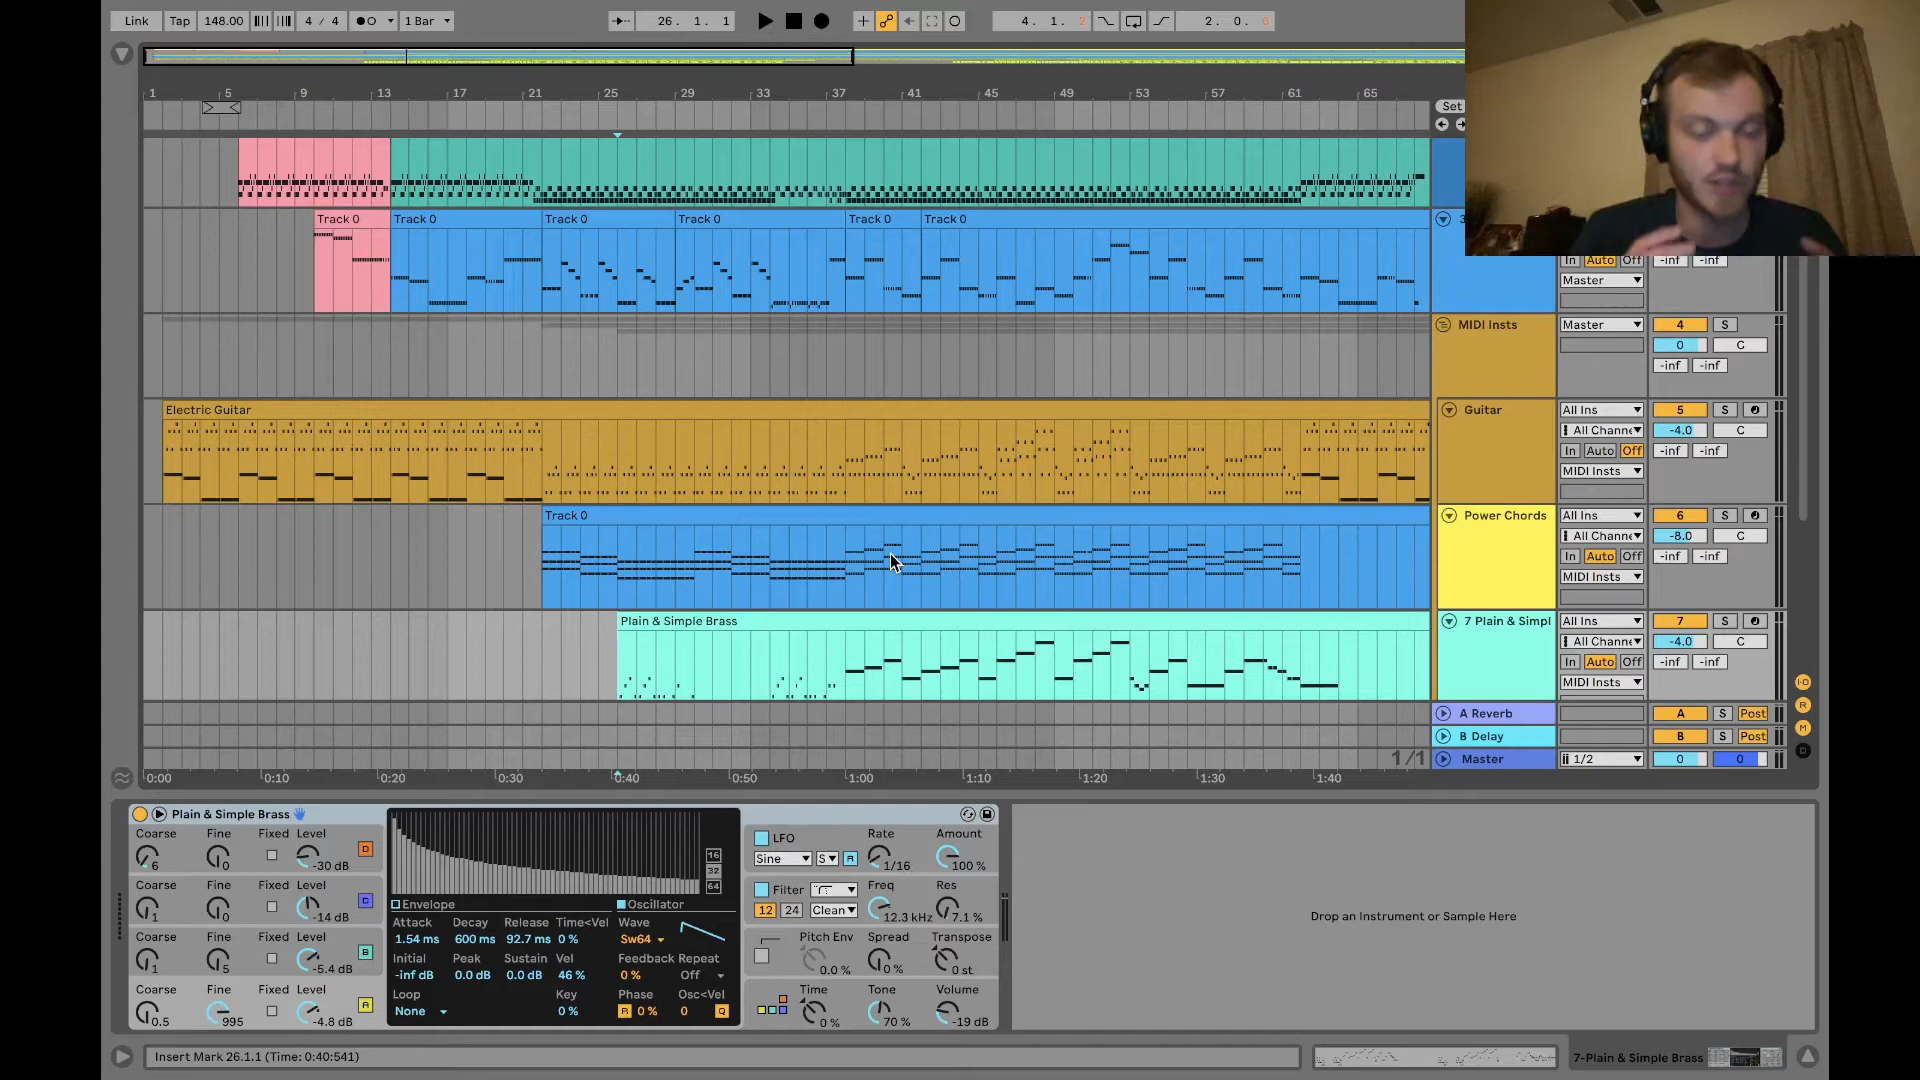 Link Tap 148.00 4 / 4 1 Bar 26. 1. 1 4. 1. 2 2. 0. 0
1 5 9 13 17 21 25 29 33 37 41 45 49 53 57 61 65
Set
Track 0 Track 0 Track 0 Track 0 Track 0 Track 0 3
In Auto Off -inf -inf
Master
MIDI Insts Master 4 S
0 C
-inf -inf
Electric Guitar Guitar All Ins 5 S
All Channe -4.0 C
In Auto Off -inf -inf
MIDI Insts
Track 0 Power Chords All Ins 6 S
All Channe -8.0 C
In Auto Off -inf -inf
MIDI Insts
Plain & Simple Brass 7 Plain & Simpl All Ins 7 S
All Channe -4.0 C
In Auto Off -inf -inf
MIDI Insts
A Reverb A S Post
B Delay B S Post
1/1 Master 1/2 0 0
I·O
R
M
D
0:00 0:10 0:20 0:30 0:40 0:50 1:00 1:10 1:20 1:30 1:40
Plain & Simple Brass
Coarse Fine Fixed Level D
6 0 -30 dB
Coarse Fine Fixed Level C
1 0 -14 dB
Coarse Fine Fixed Level B
1 5 -5.4 dB
Coarse Fine Fixed Level A
0.5 995 -4.8 dB
16
32
64
Envelope Oscillator
Attack Decay Release Time<Vel Wave
1.54 ms 600 ms 92.7 ms 0 % Sw64
Initial Peak Sustain Vel Feedback Repeat
-inf dB 0.0 dB 0.0 dB 46 % 0 % Off
Loop Key Phase Osc<Vel
None 0 % R 0 % 0 Q
LFO Rate Amount
Sine S R 1/16 100 %
Filter Freq Res
12 24 Clean 12.3 kHz 7.1 %
Pitch Env Spread Transpose
0.0 % 0 % 0 st
Time Tone Volume
0 % 70 % -19 dB
Drop an Instrument or Sample Here
Insert Mark 26.1.1 (Time: 0:40:541) 7-Plain & Simple Brass